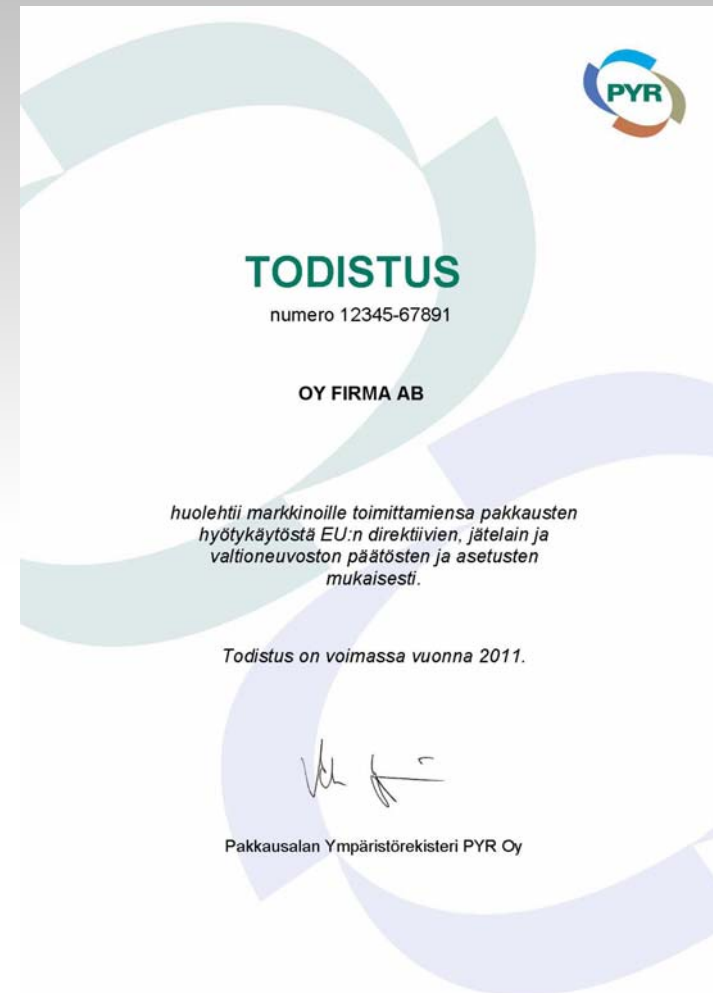 PYR
TODISTUS
numero 12345-67891
OY FIRMA AB
huolehtii markkinoille toimittamiensa pakkausten
hyötykäytöstä EU:n direktiivien, jätelain ja
valtioneuvoston päätösten ja asetusten
mukaisesti.
Todistus on voimassa vuonna 2011.
Pakkausalan Ympäristörekisteri PYR Oy